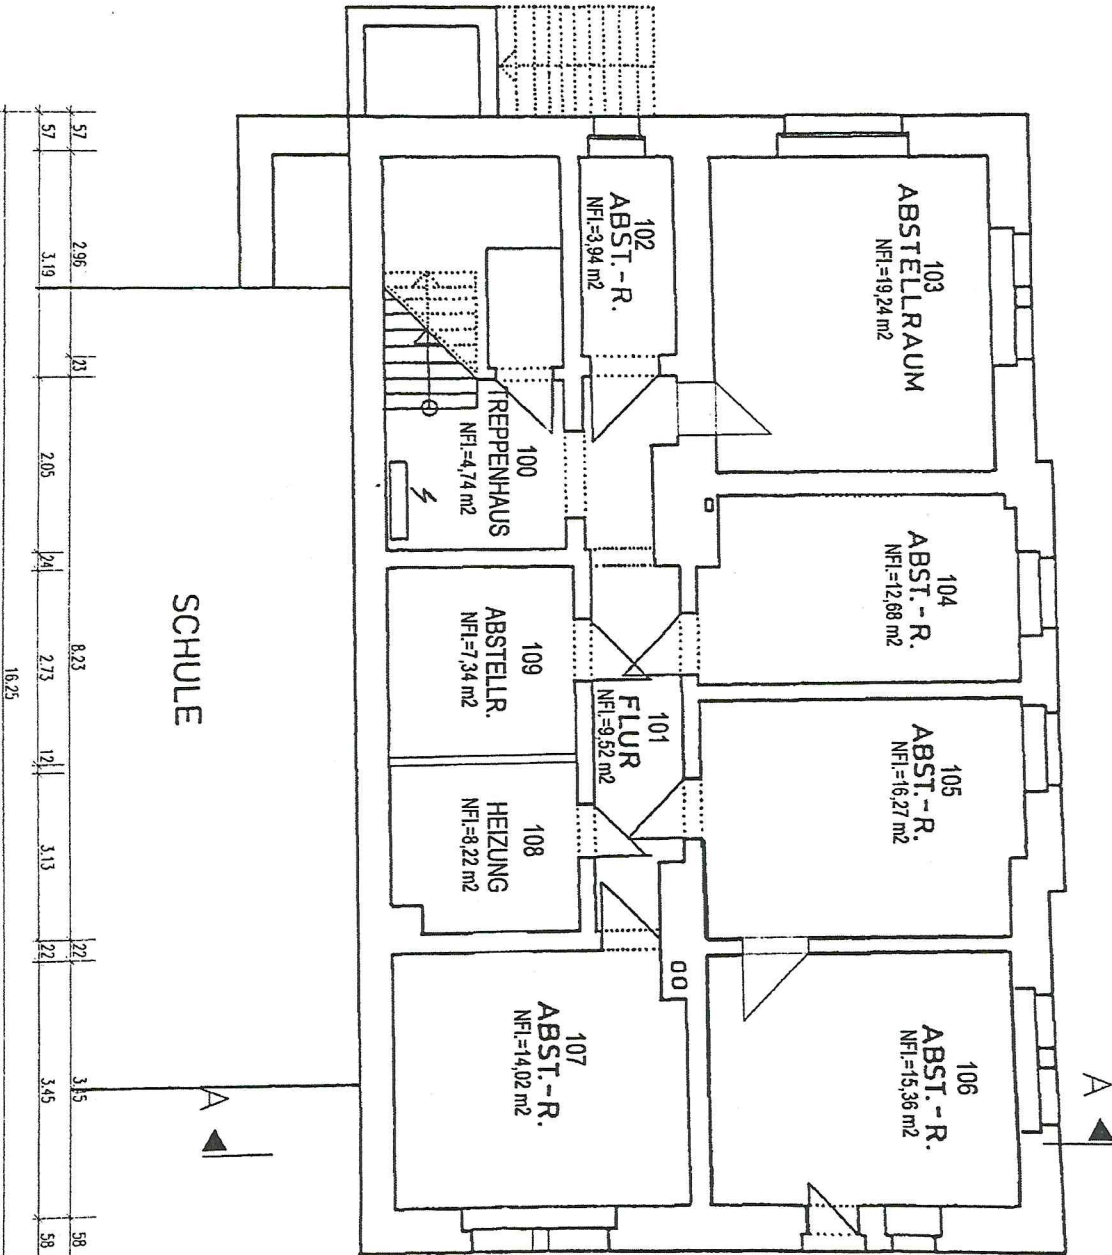 103
ABSTELLRAUM
NFl.=19,24 m2
102
ABST.-R.
NFl.=3,94 m2
100
TREPPENHAUS
NFl.=4,74 m2
104
ABST.-R.
NFl.=12,68 m2
109
ABSTELLR.
NFl.=7,34 m2
101
FLUR
NFl.=9,52 m2
105
ABST.-R.
NFl.=16,27 m2
108
HEIZUNG
NFl.=8,22 m2
106
ABST.-R.
NFl.=15,36 m2
107
ABST.-R.
NFl.=14,02 m2
SCHULE
A
A
57 2.96 23 8.23 22 3.45 58
57 3.19 2.05 24 2.73 12 3.13 22 3.45 58
16.25